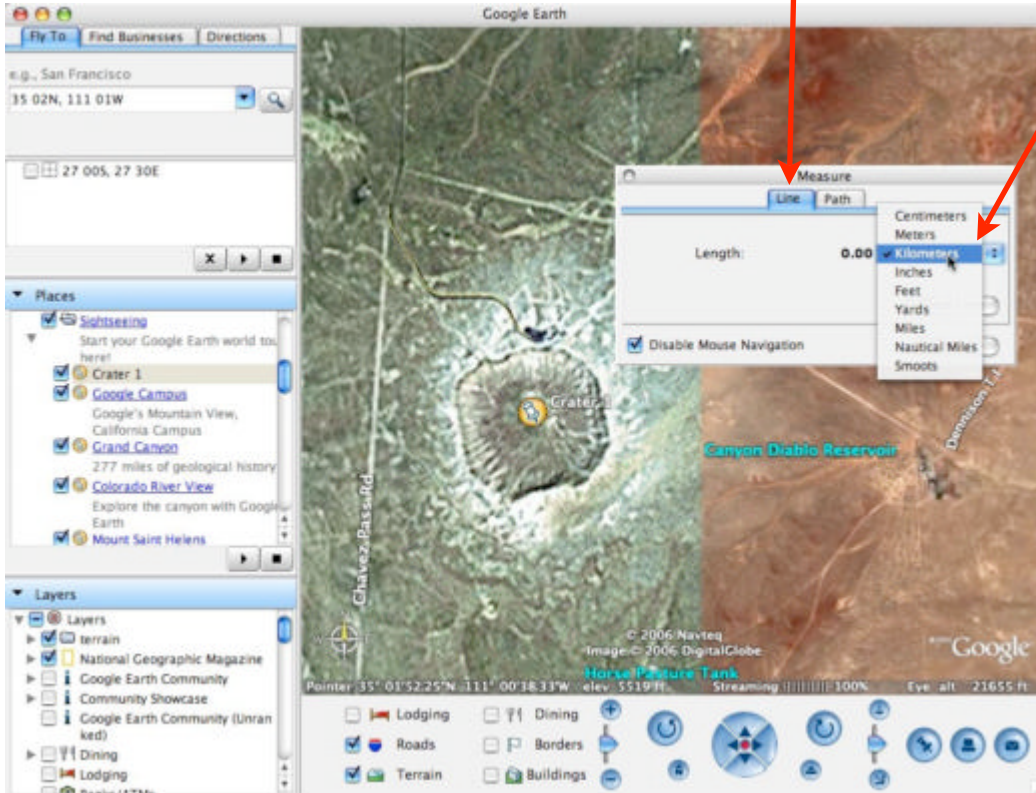 Google Earth
Fly To Find Businesses Directions
e.g., San Francisco
35 02N, 111 01W
27 00S, 27 30E
Places
Sightseeing
Start your Google Earth world tou
here!
Crater 1
Google Campus
Google's Mountain View,
California Campus
Grand Canyon
277 miles of geological history
Colorado River View
Explore the canyon with Google
Earth
Mount Saint Helens
Layers
Layers
terrain
National Geographic Magazine
Google Earth Community
Community Showcase
Google Earth Community (Unran
ked)
Dining
Lodging
Banks/ATMs
Measure
Line Path
Length: 0.00
Centimeters
Meters
Kilometers
Inches
Feet
Yards
Miles
Nautical Miles
Smoots
Disable Mouse Navigation
Crater 1
Canyon Diablo Reservoir
Chavez Pass Rd
© 2006 Navteq
Image © 2006 DigitalGlobe
Google
Horse Pasture Tank
Pointer 35° 01'52.25"N 111° 00'38.33"W elev 5519 ft Streaming 100% Eye alt 21655 ft
Lodging Dining
Roads Borders
Terrain Buildings